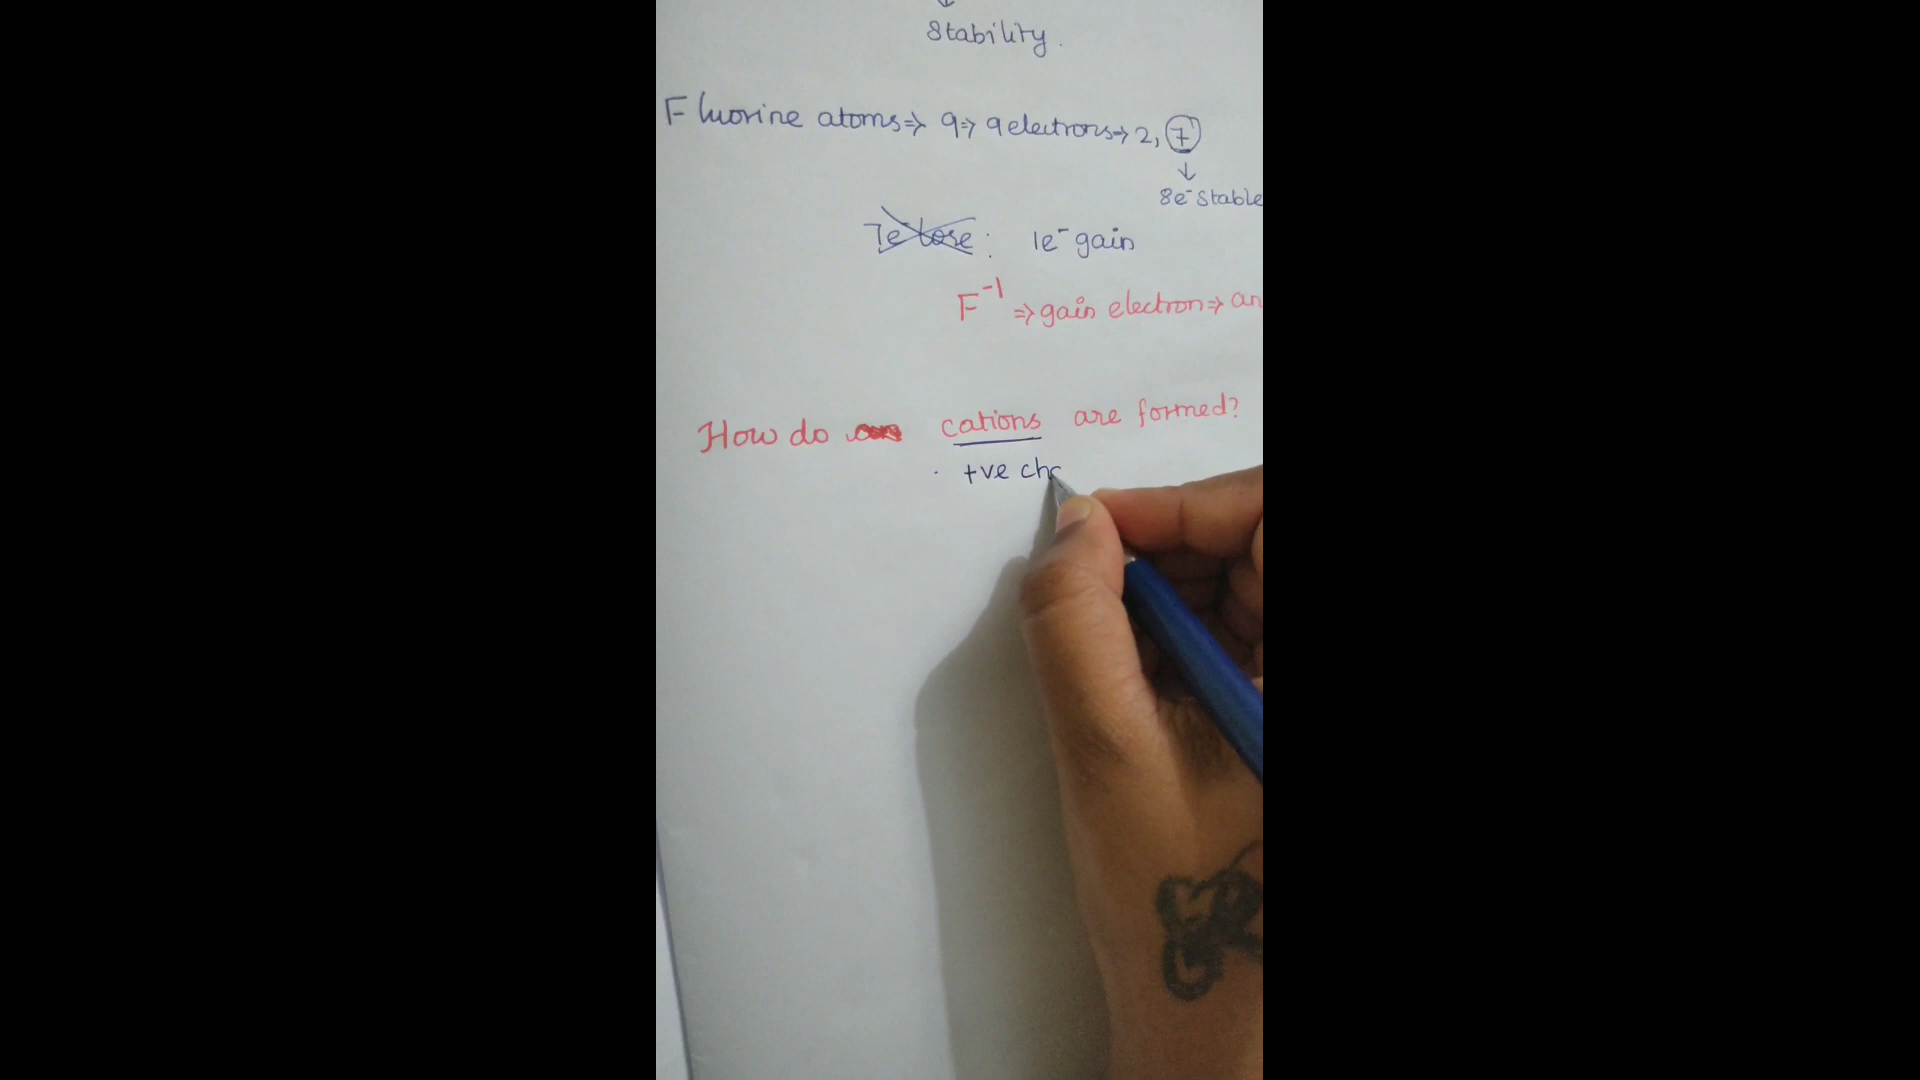 Stability.
Fluorine atoms ⇒ 9 ⇒ 9 electrons → 2, 7
↓
8e⁻ stable
7e⁻ lose : 1e⁻ gain
F⁻¹ ⇒ gain electron ⇒ an
How do cations are formed?
+ve cha